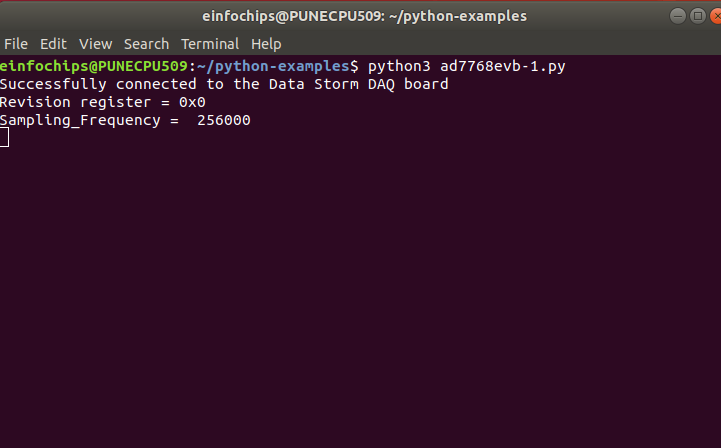 einfochips@PUNECPU509: ~/python-examples
File Edit View Search Terminal Help
einfochips@PUNECPU509:~/python-examples$ python3 ad7768evb-1.py
Successfully connected to the Data Storm DAQ board
Revision register = 0x0
Sampling_Frequency =  256000